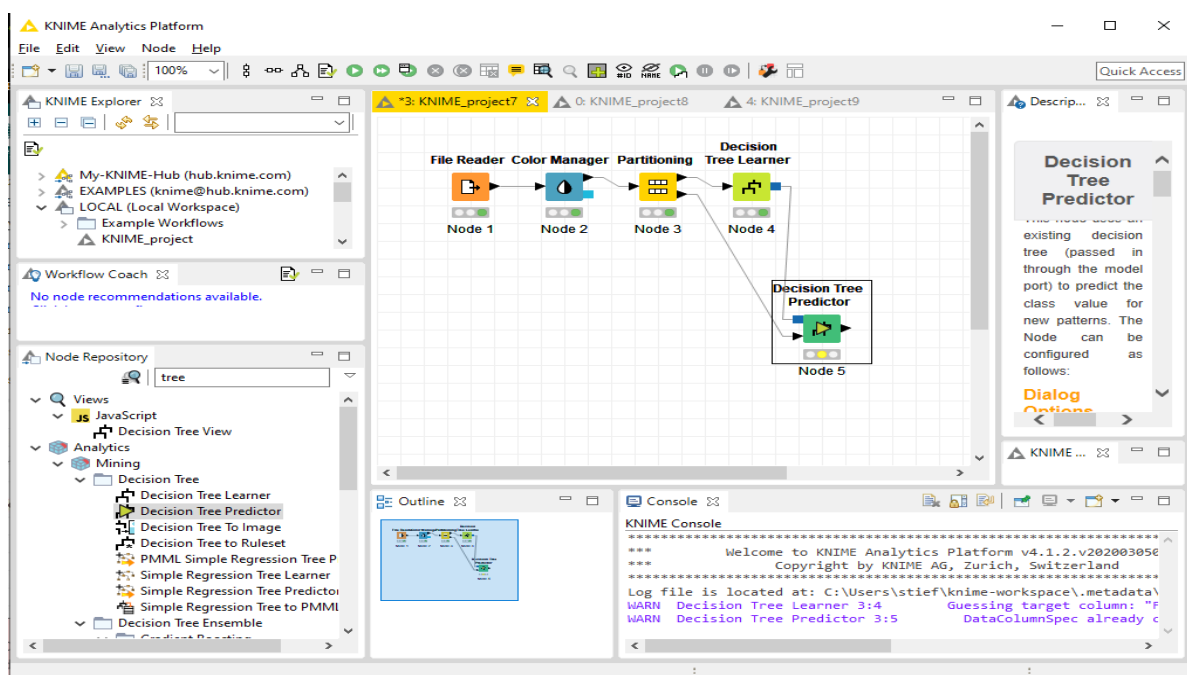 KNIME Analytics Platform
File Edit View Node Help
100%
Quick Access
KNIME Explorer
My-KNIME-Hub (hub.knime.com)
EXAMPLES (knime@hub.knime.com)
LOCAL (Local Workspace)
Example Workflows
KNIME_project
Workflow Coach
No node recommendations available.
Node Repository
tree
Views
JS JavaScript
Decision Tree View
Analytics
Mining
Decision Tree
Decision Tree Learner
Decision Tree Predictor
Decision Tree To Image
Decision Tree to Ruleset
PMML Simple Regression Tree P
Simple Regression Tree Learner
Simple Regression Tree Predictor
Simple Regression Tree to PMML
Decision Tree Ensemble
*3: KNIME_project7
0: KNIME_project8
4: KNIME_project9
File Reader
Node 1
Color Manager
Node 2
Partitioning
Node 3
Decision
Tree Learner
Node 4
Decision Tree
Predictor
Node 5
Descrip...
Decision
Tree
Predictor
existing decision
tree (passed in
through the model
port) to predict the
class value for
new patterns. The
Node can be
configured as
follows:
Dialog
Options
KNIME ...
Outline
Console
KNIME Console
***********************************************************
*** Welcome to KNIME Analytics Platform v4.1.2.v202003050
*** Copyright by KNIME AG, Zurich, Switzerland
***********************************************************
Log file is located at: C:\Users\stief\knime-workspace\.metadata\
WARN Decision Tree Learner 3:4 Guessing target column: "F
WARN Decision Tree Predictor 3:5 DataColumnSpec already c